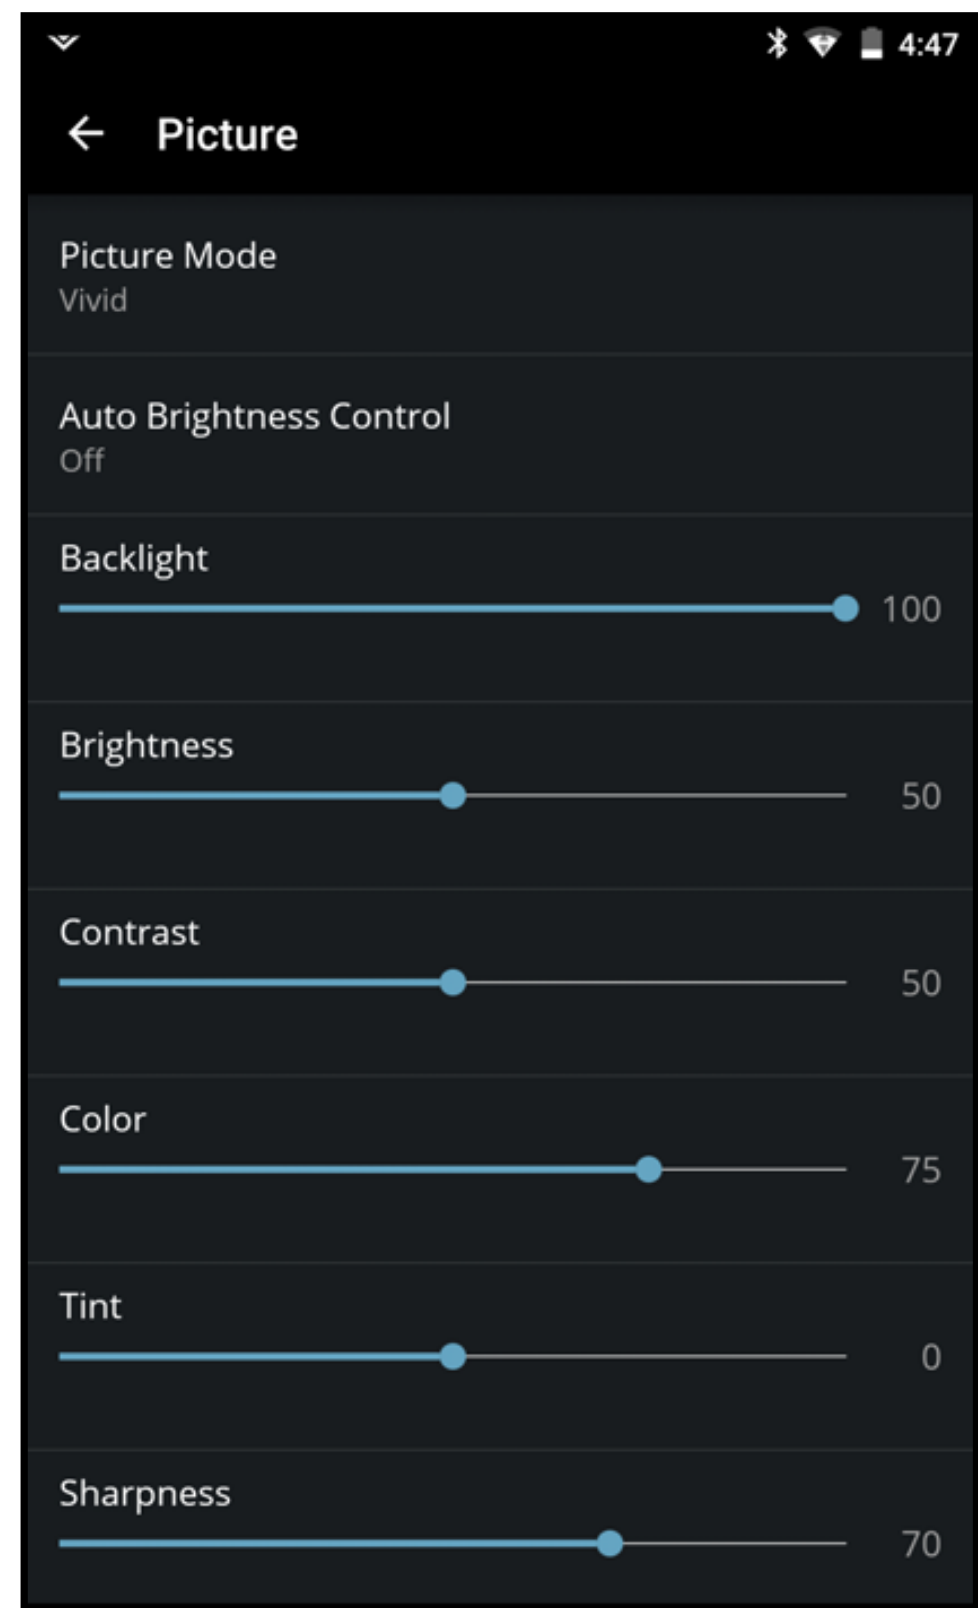 4:47
Picture
Picture Mode
Vivid
Auto Brightness Control
Off
Backlight
100
Brightness
50
Contrast
50
Color
75
Tint
0
Sharpness
70